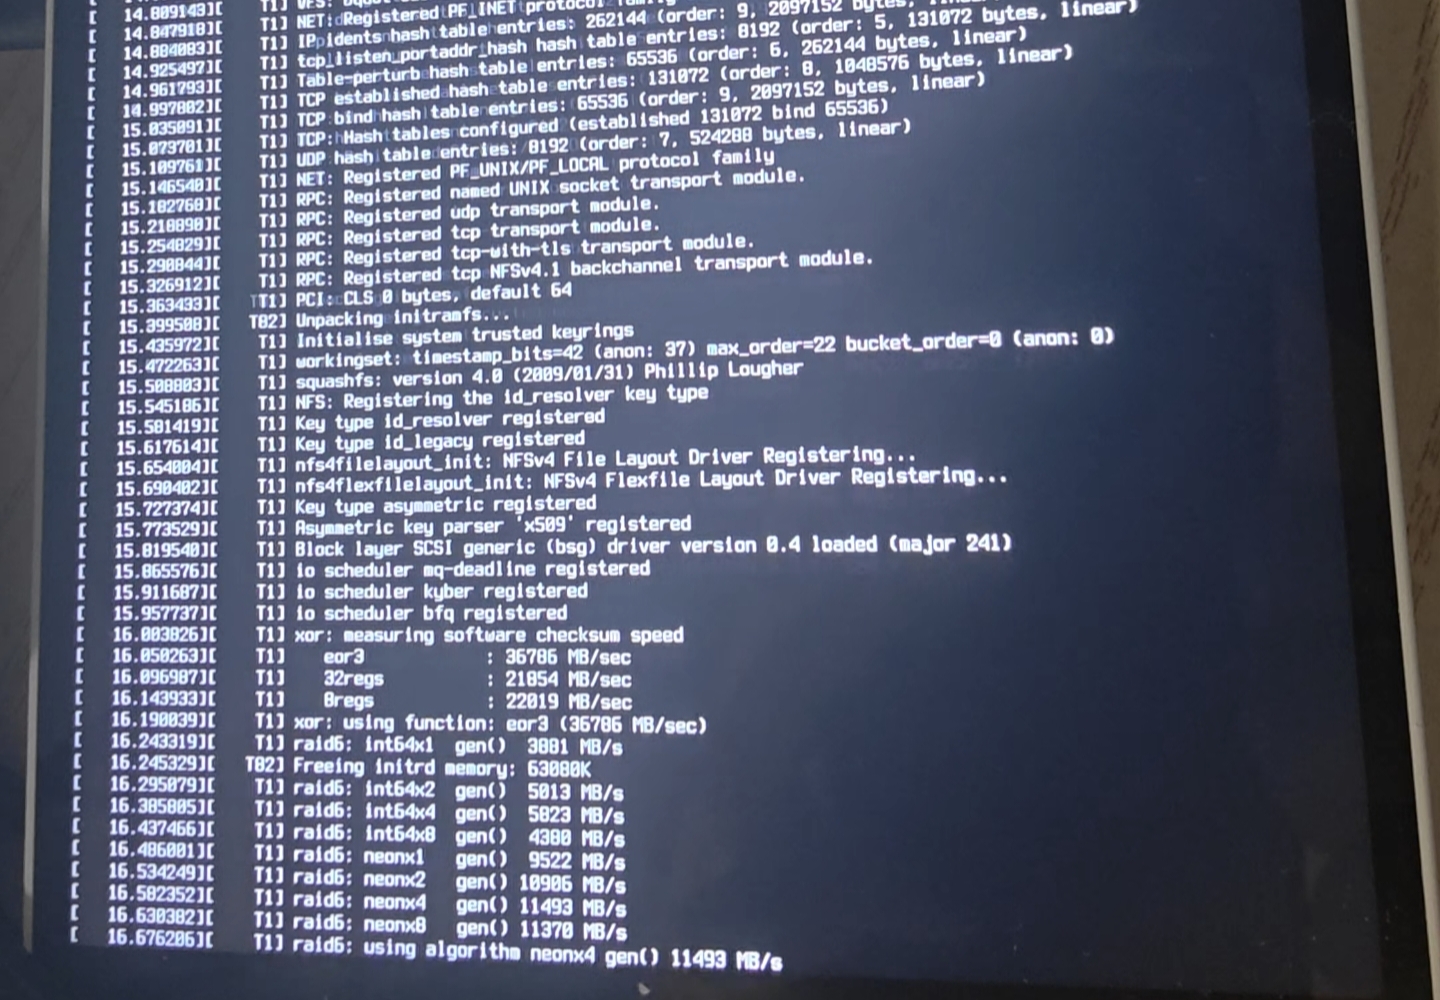 [   14.809143][    T1] VFS:
[   14.847918][    T1] NET: Registered PF_INET protocol family
[   14.884083][    T1] IP idents hash table entries: 262144 (order: 9, 2097152 bytes, linear)
[   14.925497][    T1] tcp_listen_portaddr_hash hash table entries: 8192 (order: 5, 131072 bytes, linear)
[   14.961793][    T1] Table-perturb hash table entries: 65536 (order: 6, 262144 bytes, linear)
[   14.997802][    T1] TCP established hash table entries: 131072 (order: 8, 1048576 bytes, linear)
[   15.035091][    T1] TCP bind hash table entries: 65536 (order: 9, 2097152 bytes, linear)
[   15.073701][    T1] TCP: Hash tables configured (established 131072 bind 65536)
[   15.109761][    T1] UDP hash table entries: 8192 (order: 7, 524288 bytes, linear)
[   15.146540][    T1] NET: Registered PF_UNIX/PF_LOCAL protocol family
[   15.182760][    T1] RPC: Registered named UNIX socket transport module.
[   15.218890][    T1] RPC: Registered udp transport module.
[   15.254829][    T1] RPC: Registered tcp transport module.
[   15.290844][    T1] RPC: Registered tcp-with-tls transport module.
[   15.326912][    T1] RPC: Registered tcp NFSv4.1 backchannel transport module.
[   15.363433][    T1] PCI: CLS 0 bytes, default 64
[   15.399508][   T82] Unpacking initramfs...
[   15.435972][    T1] Initialise system trusted keyrings
[   15.472263][    T1] workingset: timestamp_bits=42 (anon: 37) max_order=22 bucket_order=0 (anon: 0)
[   15.508803][    T1] squashfs: version 4.0 (2009/01/31) Phillip Lougher
[   15.545186][    T1] NFS: Registering the id_resolver key type
[   15.581419][    T1] Key type id_resolver registered
[   15.617614][    T1] Key type id_legacy registered
[   15.654004][    T1] nfs4filelayout_init: NFSv4 File Layout Driver Registering...
[   15.690402][    T1] nfs4flexfilelayout_init: NFSv4 Flexfile Layout Driver Registering...
[   15.727374][    T1] Key type asymmetric registered
[   15.773529][    T1] Asymmetric key parser 'x509' registered
[   15.819540][    T1] Block layer SCSI generic (bsg) driver version 0.4 loaded (major 241)
[   15.865576][    T1] io scheduler mq-deadline registered
[   15.911687][    T1] io scheduler kyber registered
[   15.957737][    T1] io scheduler bfq registered
[   16.003826][    T1] xor: measuring software checksum speed
[   16.050263][    T1]    eor3            : 36786 MB/sec
[   16.096987][    T1]    32regs          : 21854 MB/sec
[   16.143933][    T1]    8regs           : 22019 MB/sec
[   16.190039][    T1] xor: using function: eor3 (36786 MB/sec)
[   16.243319][    T1] raid6: int64x1  gen()  3081 MB/s
[   16.245329][   T82] Freeing initrd memory: 63080K
[   16.295079][    T1] raid6: int64x2  gen()  5013 MB/s
[   16.385805][    T1] raid6: int64x4  gen()  5823 MB/s
[   16.437466][    T1] raid6: int64x8  gen()  4380 MB/s
[   16.486001][    T1] raid6: neonx1   gen()  9522 MB/s
[   16.534249][    T1] raid6: neonx2   gen() 10906 MB/s
[   16.582352][    T1] raid6: neonx4   gen() 11493 MB/s
[   16.630382][    T1] raid6: neonx8   gen() 11370 MB/s
[   16.676206][    T1] raid6: using algorithm neonx4 gen() 11493 MB/s